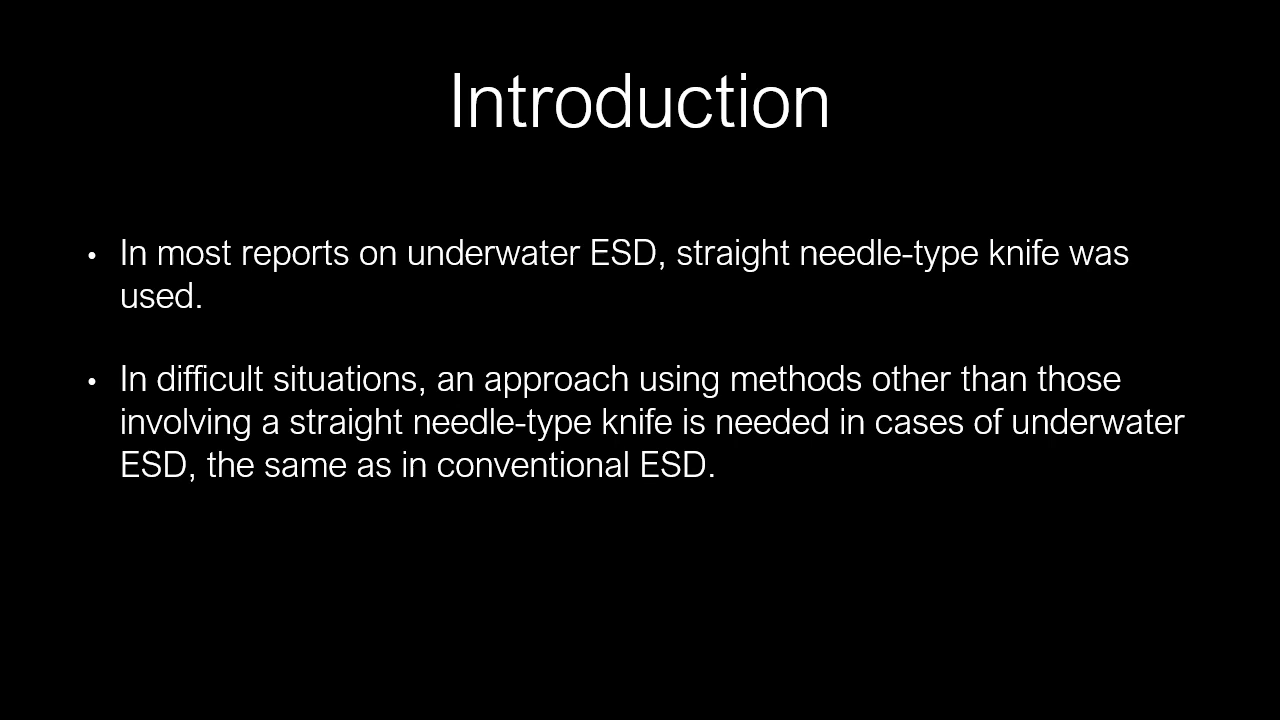 Introduction
• In most reports on underwater ESD, straight needle-type knife was
used.
• In difficult situations, an approach using methods other than those
involving a straight needle-type knife is needed in cases of underwater
ESD, the same as in conventional ESD.